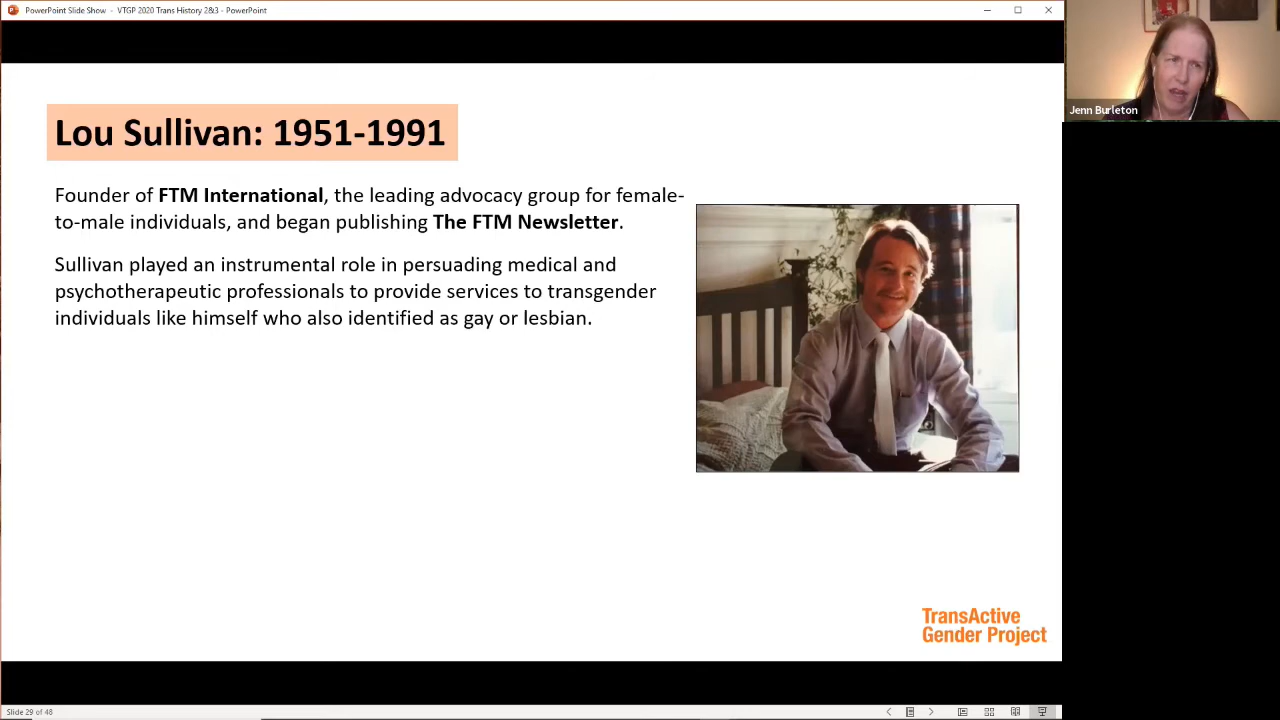 PowerPoint Slide Show - VTGP 2020 Trans History 2&3 - PowerPoint
Jenn Burleton
Lou Sullivan: 1951-1991
Founder of FTM International, the leading advocacy group for female-
to-male individuals, and began publishing The FTM Newsletter.
Sullivan played an instrumental role in persuading medical and
psychotherapeutic professionals to provide services to transgender
individuals like himself who also identified as gay or lesbian.
TransActive
Gender Project
Slide 29 of 48